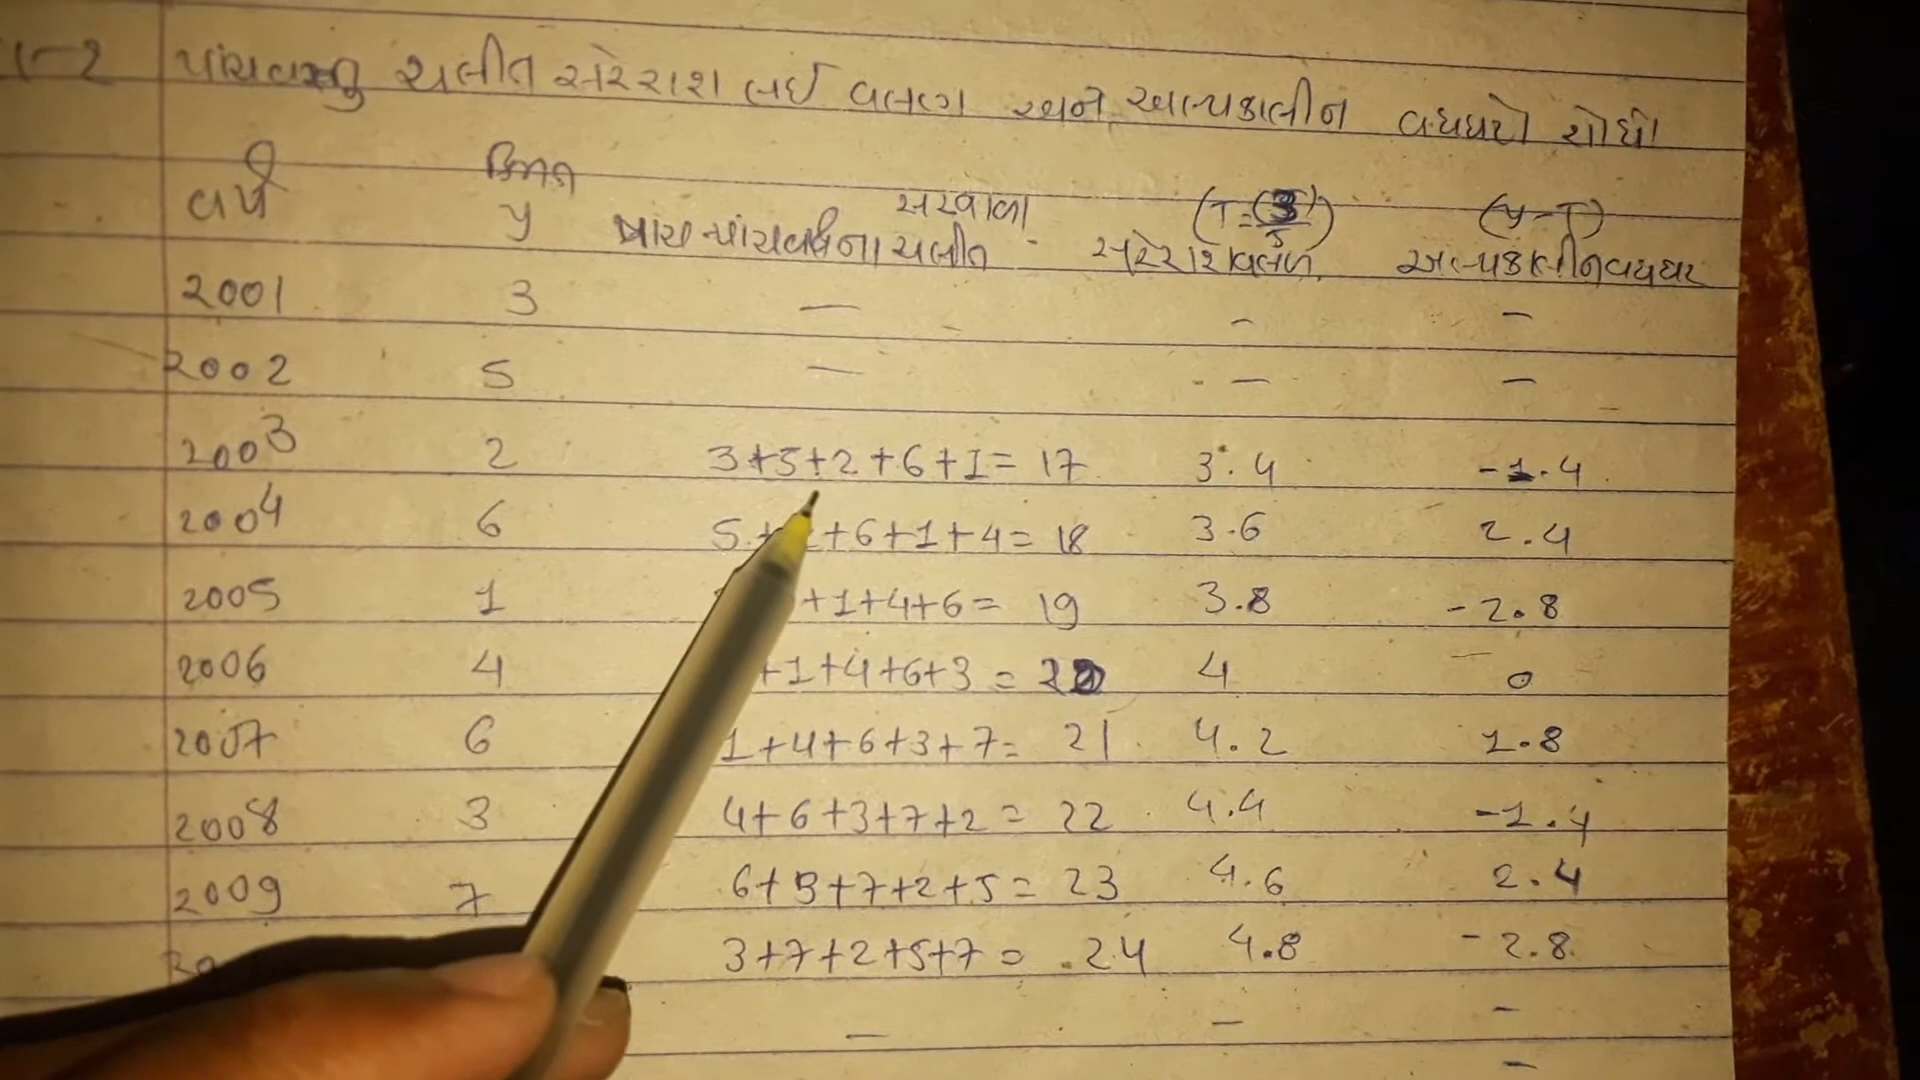 પાંચવર્ષનુ ચલીત સરેરાશ લઈ વલણ અને અલ્પકાલીન વધઘટો શોધો
વર્ષ કિંમત y પાંચવર્ષના ચલીત સરવાળા (T = / 5) સરેરાશ વલણ (y-T) અલ્પકાલીન વધઘટ
2001 3 — - —
2002 5 — — —
2003 2 3+5+2+6+1= 17 3.4 -1.4
2004 6 5+ +6+1+4= 18 3.6 2.4
2005 1 +1+4+6= 19 3.8 -2.8
2006 4 +1+4+6+3 = 20 4 0
2007 6 1+4+6+3+7= 21 4.2 1.8
2008 3 4+6+3+7+2 = 22 4.4 -1.4
2009 7 6+3+7+2+5= 23 4.6 2.4
3+7+2+5+7= 24 4.8 -2.8
— — —
—